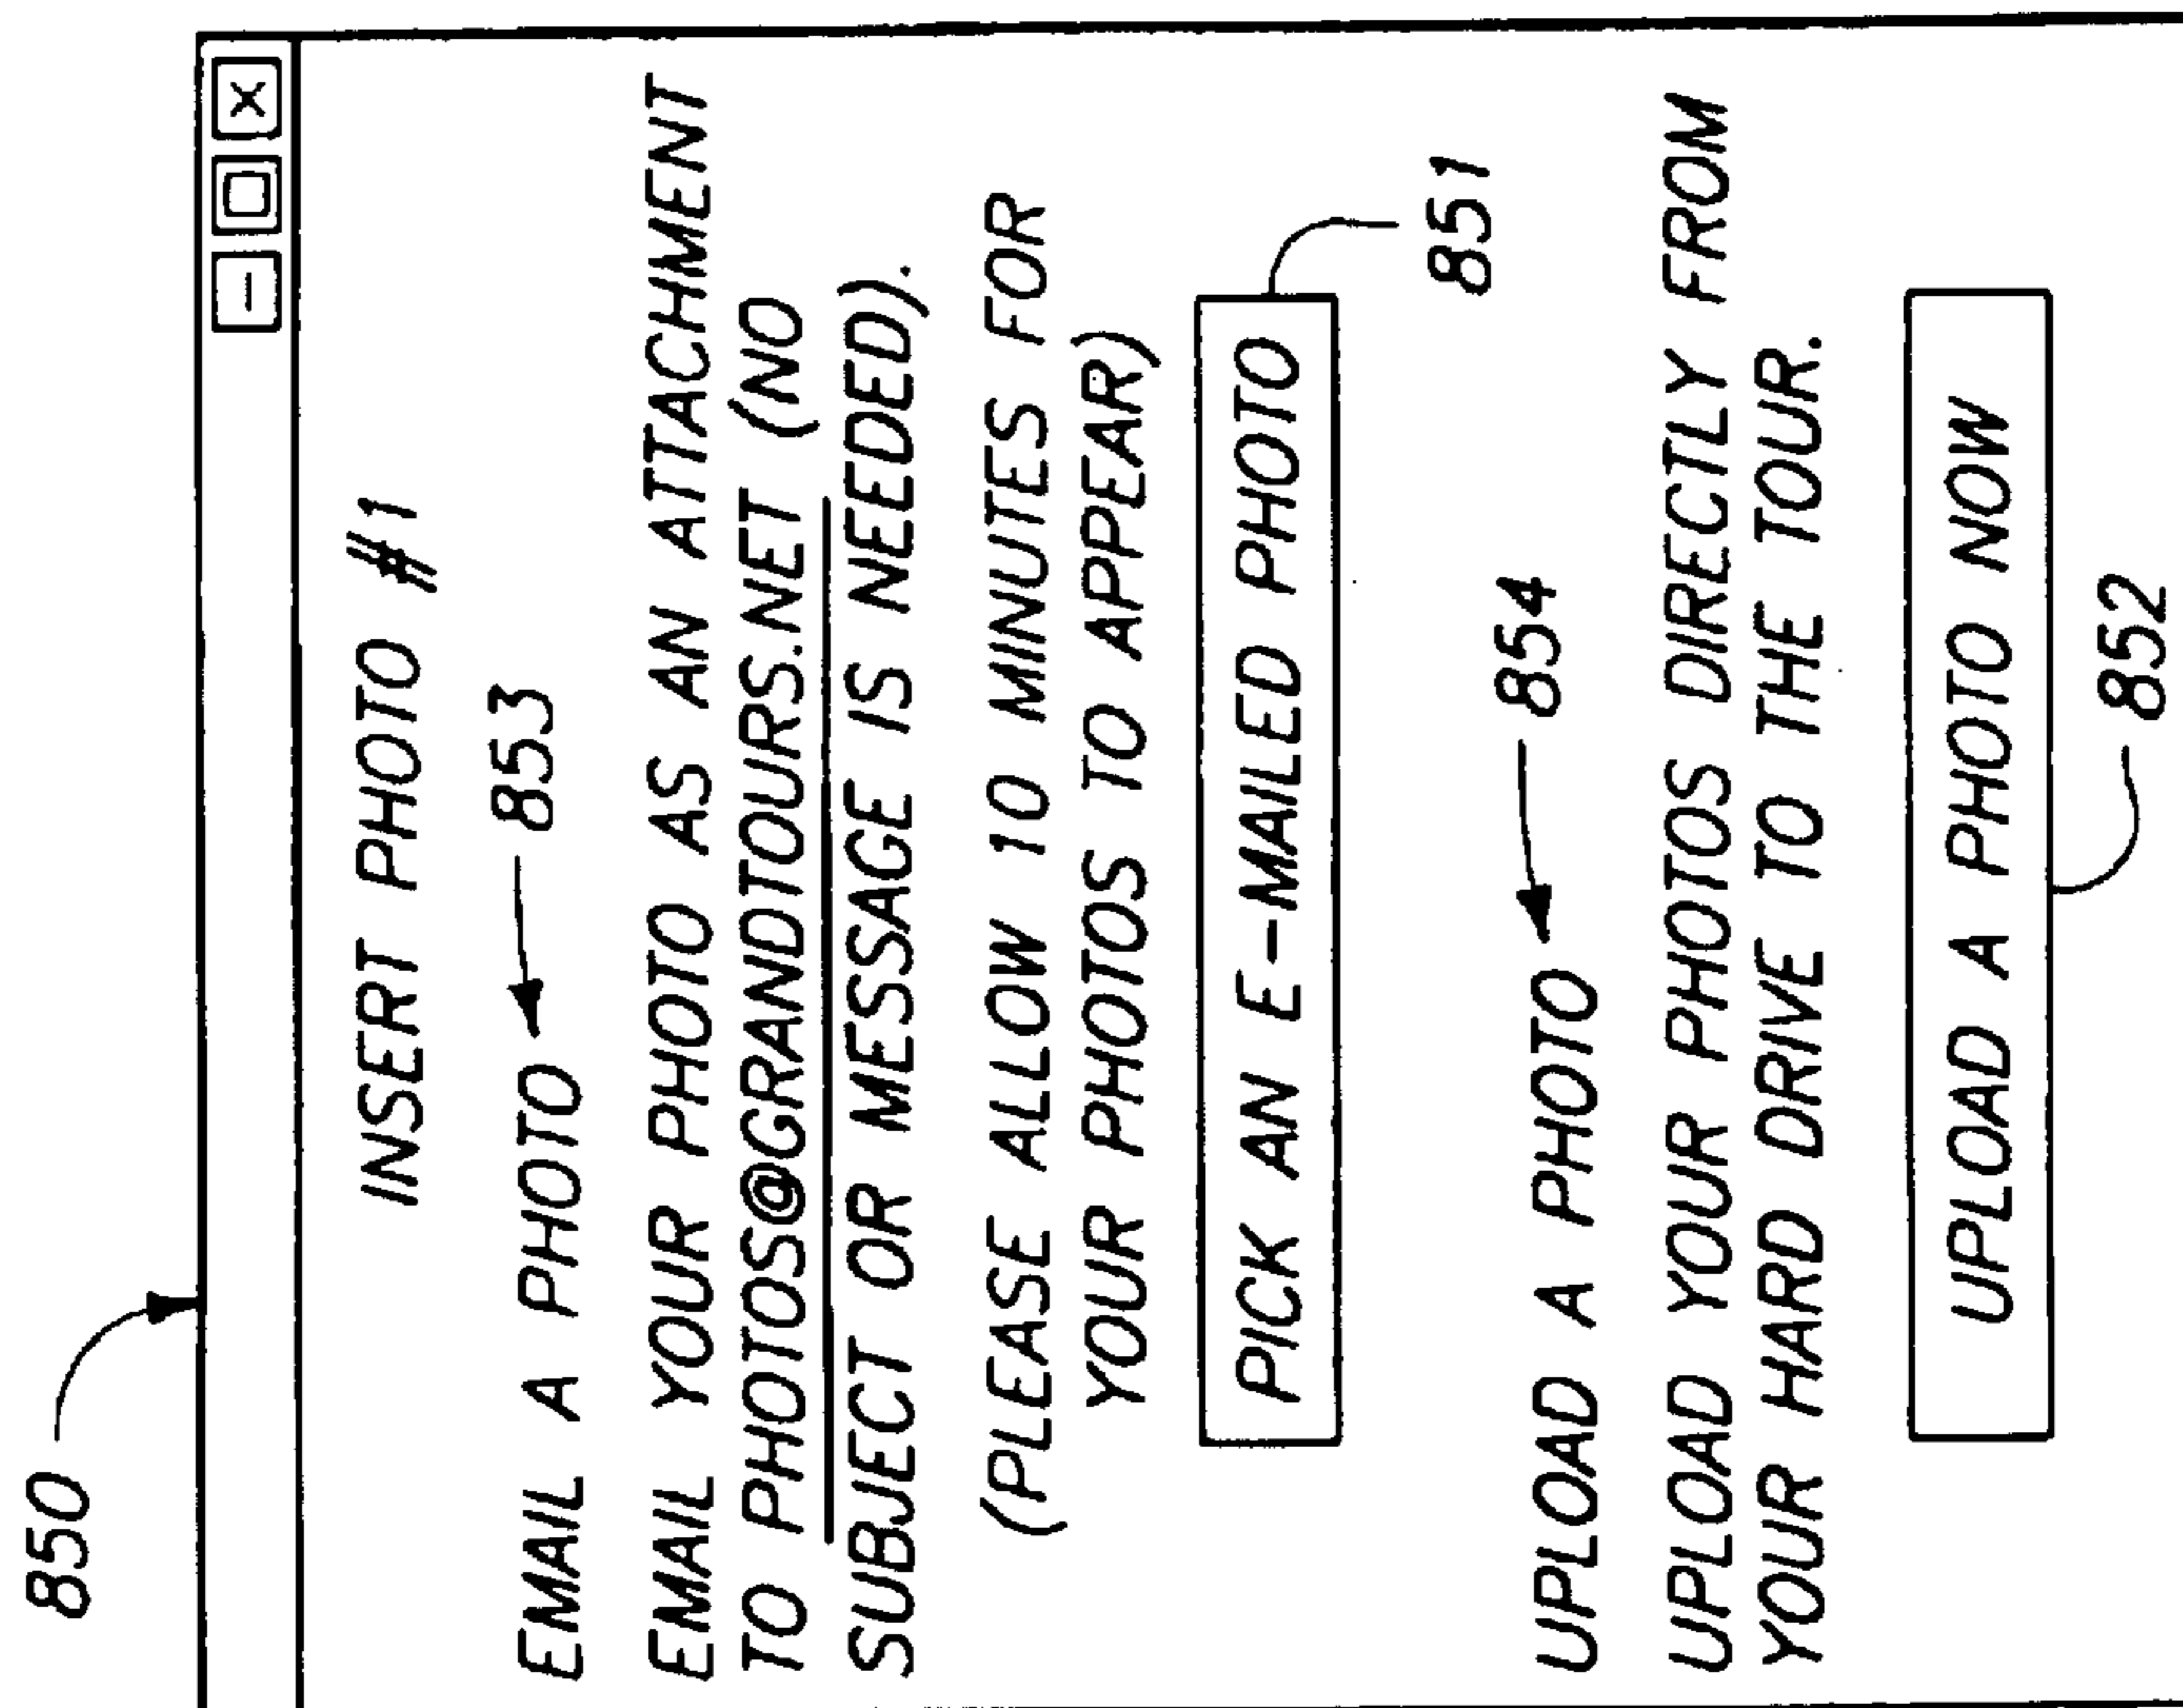 850
INSERT PHOTO #1
EMAIL A PHOTO 853
EMAIL YOUR PHOTO AS AN ATTACHMENT
TO PHOTOS@GRANDTOURS.NET (NO
SUBJECT OR MESSAGE IS NEEDED).
(PLEASE ALLOW 10 MINUTES FOR
YOUR PHOTOS TO APPEAR)
PICK AN E-MAILED PHOTO
851
UPLOAD A PHOTO 854
UPLOAD YOUR PHOTOS DIRECTLY FROM
YOUR HARD DRIVE TO THE TOUR.
UPLOAD A PHOTO NOW
852